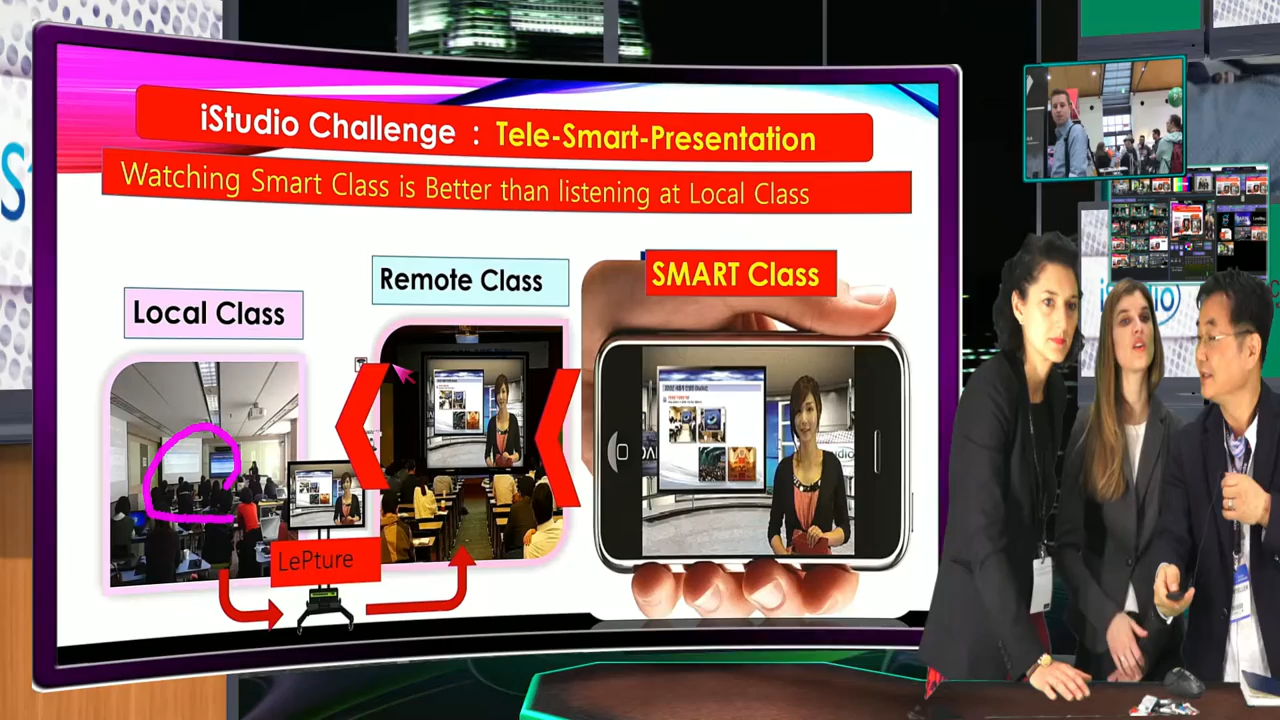 iStudio Challenge : Tele-Smart-Presentation
Watching Smart Class is Better than listening at Local Class
Local Class
Remote Class
SMART Class
LePture
iStudio